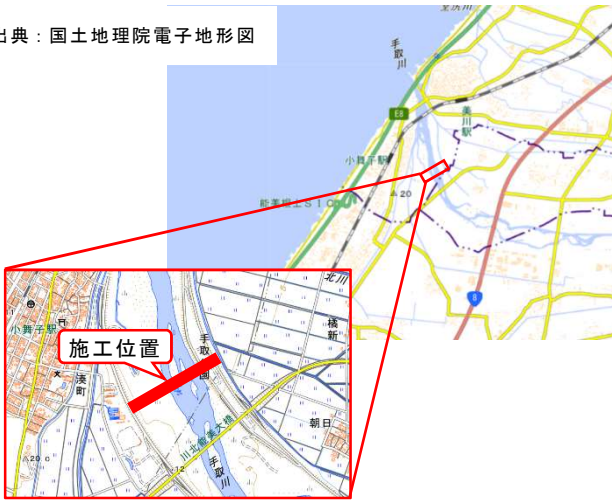 出典：国土地理院電子地形図
手取川
E8
美川駅
小舞子駅
能美根上SIC
20
8
北川
小舞子駅
手取
橘新
施工位置
湊町
川北能美大橋
朝日
20
12
手取川